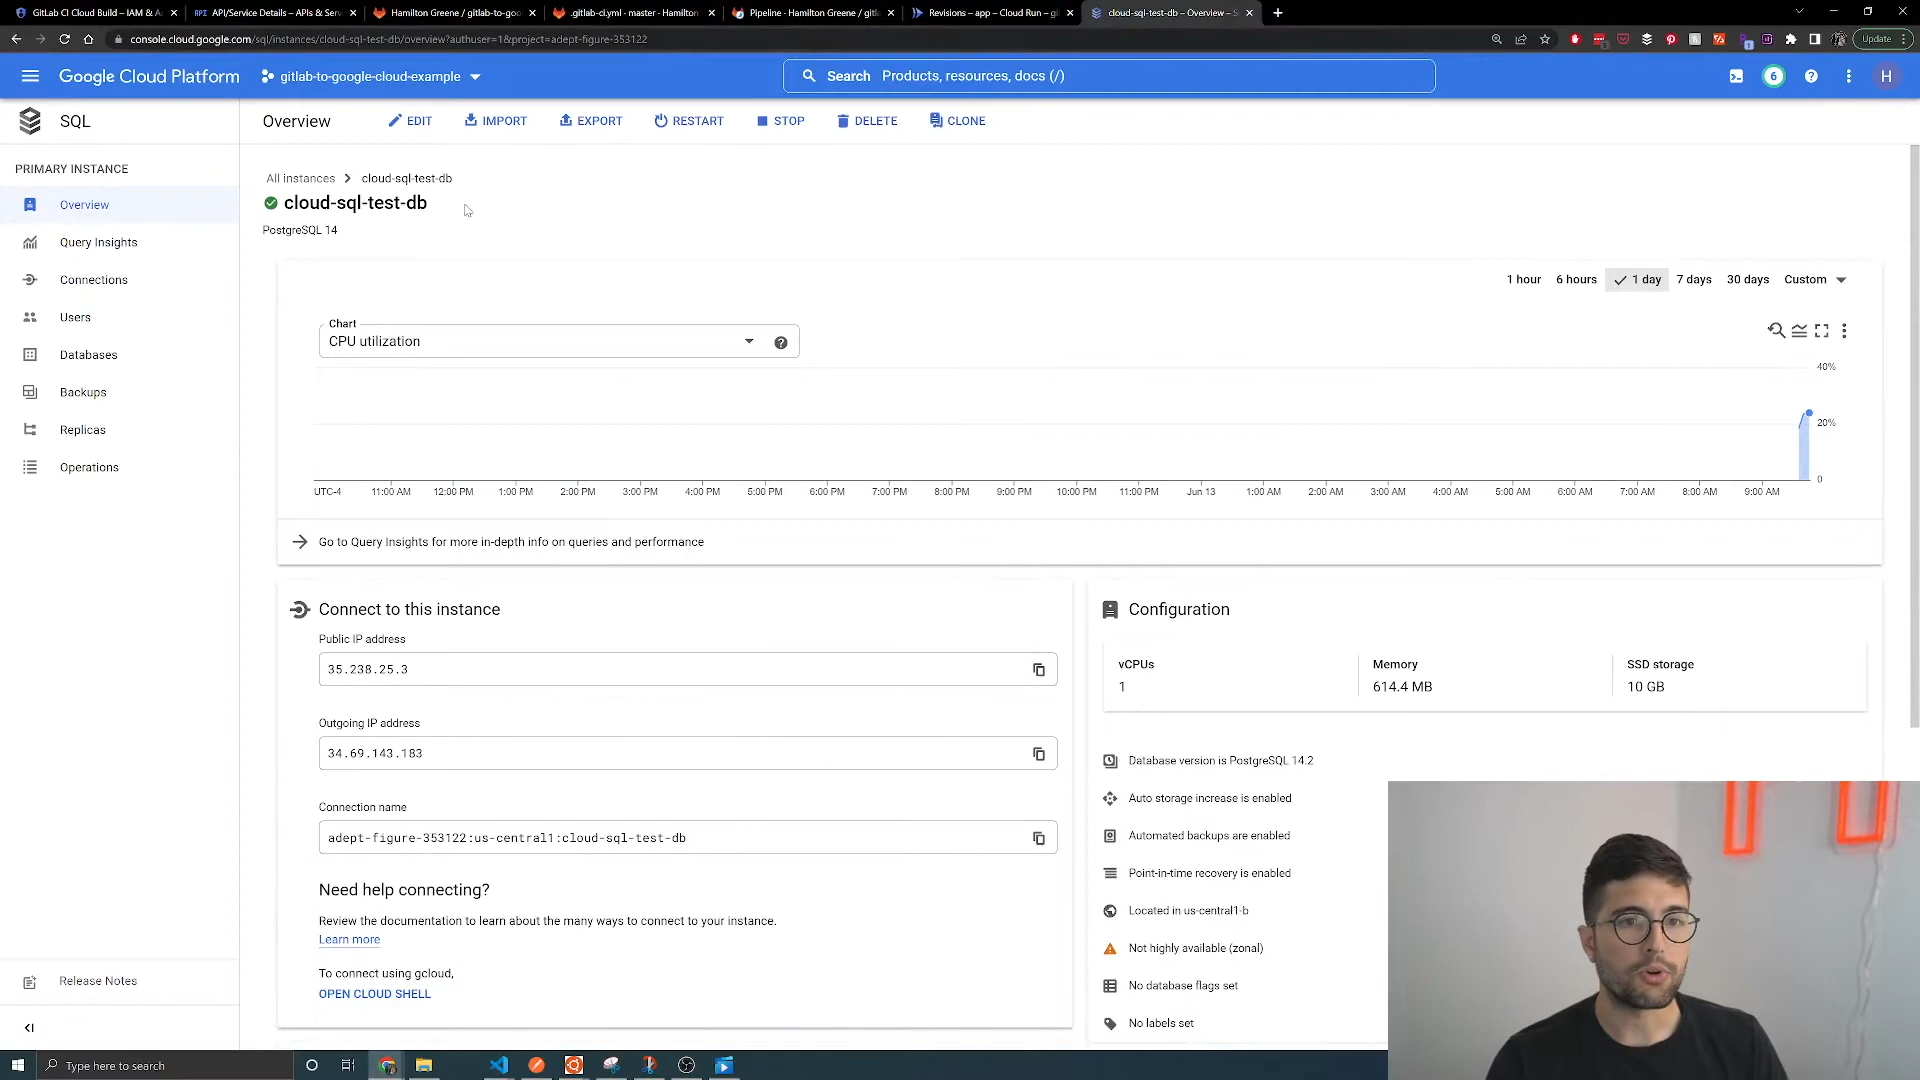 GitLab CI Cloud Build – IAM & A
API/Service Details – APIs & Serv
Hamilton Greene / gitlab-to-goo
.gitlab-ci.yml · master · Hamilton
Pipeline · Hamilton Greene / gitla
Revisions – app – Cloud Run – gi
cloud-sql-test-db – Overview – S
console.cloud.google.com/sql/instances/cloud-sql-test-db/overview?authuser=1&project=adept-figure-353122
Update
Google Cloud Platform
gitlab-to-google-cloud-example
Search Products, resources, docs (/)
6
H
SQL
Overview
EDIT
IMPORT
EXPORT
RESTART
STOP
DELETE
CLONE
PRIMARY INSTANCE
Overview
Query Insights
Connections
Users
Databases
Backups
Replicas
Operations
Release Notes
All instances > cloud-sql-test-db
cloud-sql-test-db
PostgreSQL 14
1 hour
6 hours
1 day
7 days
30 days
Custom
Chart
CPU utilization
40%
20%
0
UTC-4 11:00 AM 12:00 PM 1:00 PM 2:00 PM 3:00 PM 4:00 PM 5:00 PM 6:00 PM 7:00 PM 8:00 PM 9:00 PM 10:00 PM 11:00 PM Jun 13 1:00 AM 2:00 AM 3:00 AM 4:00 AM 5:00 AM 6:00 AM 7:00 AM 8:00 AM 9:00 AM
Go to Query Insights for more in-depth info on queries and performance
Connect to this instance
Public IP address
35.238.25.3
Outgoing IP address
34.69.143.183
Connection name
adept-figure-353122:us-central1:cloud-sql-test-db
Need help connecting?
Review the documentation to learn about the many ways to connect to your instance.
Learn more
To connect using gcloud,
OPEN CLOUD SHELL
Configuration
vCPUs
1
Memory
614.4 MB
SSD storage
10 GB
Database version is PostgreSQL 14.2
Auto storage increase is enabled
Automated backups are enabled
Point-in-time recovery is enabled
Located in us-central1-b
Not highly available (zonal)
No database flags set
No labels set
Type here to search